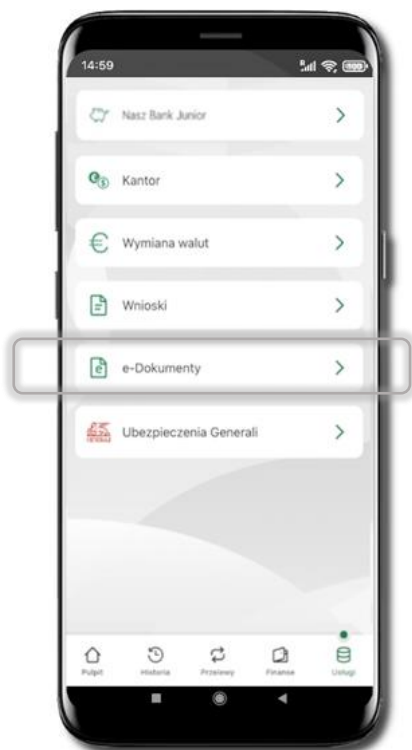 14:59
Nasz Bank Junior
Kantor
Wymiana walut
Wnioski
e-Dokumenty
Ubezpieczenia Generali
Pulpit
Historia
Przelewy
Finanse
Usługi